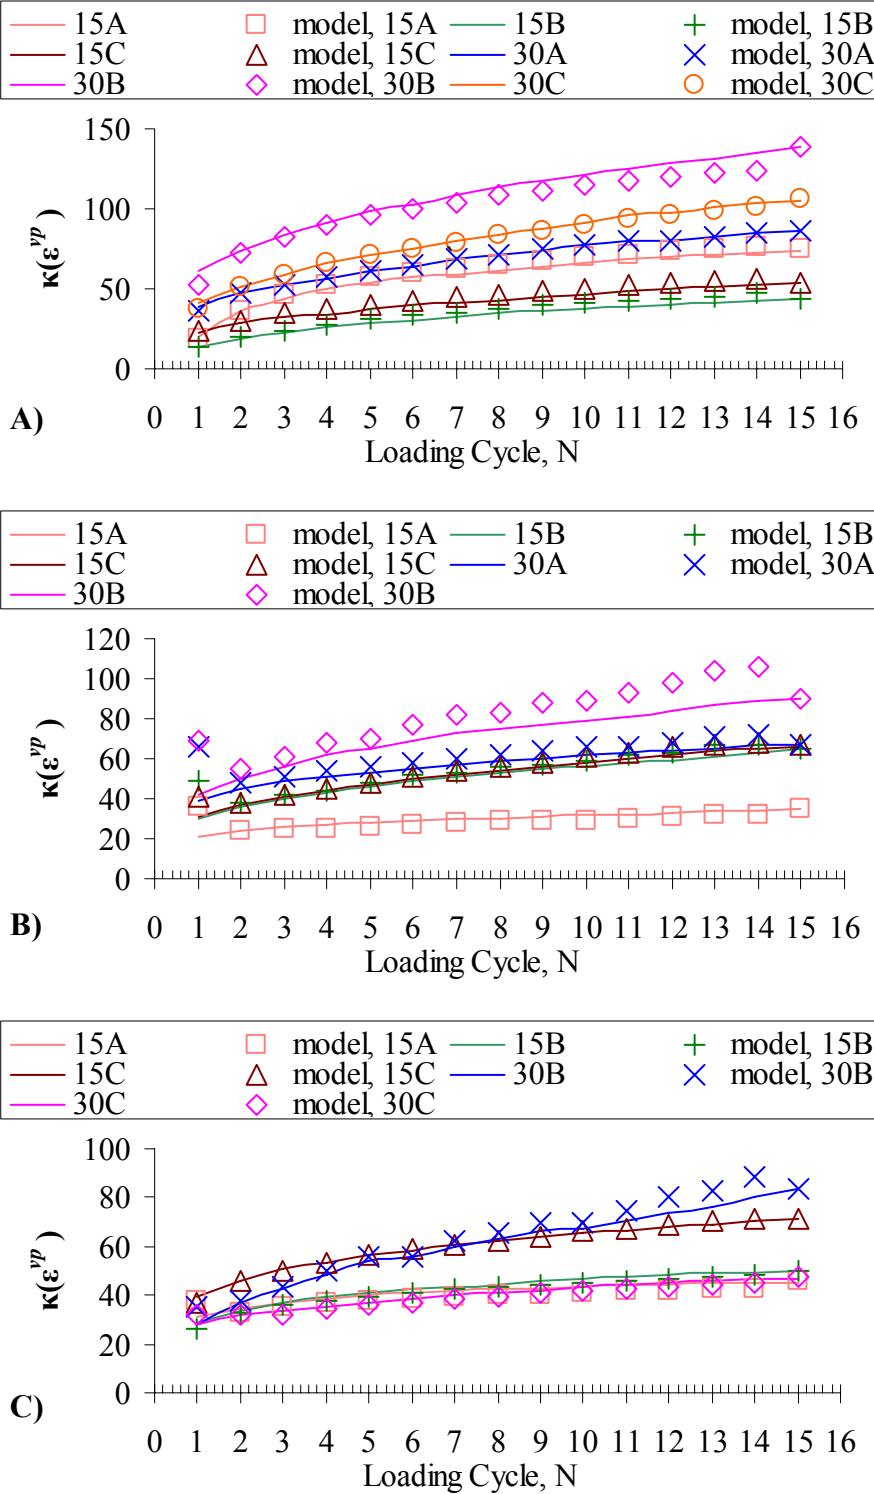 15A model, 15A 15B model, 15B
15C model, 15C 30A model, 30A
30B model, 30B 30C model, 30C
150
100
50
0
κ(ε^vp)
0 1 2 3 4 5 6 7 8 9 10 11 12 13 14 15 16
A)
Loading Cycle, N
15A model, 15A 15B model, 15B
15C model, 15C 30A model, 30A
30B model, 30B
120
100
80
60
40
20
0
κ(ε^vp)
0 1 2 3 4 5 6 7 8 9 10 11 12 13 14 15 16
B)
Loading Cycle, N
15A model, 15A 15B model, 15B
15C model, 15C 30B model, 30B
30C model, 30C
100
80
60
40
20
0
κ(ε^vp)
0 1 2 3 4 5 6 7 8 9 10 11 12 13 14 15 16
C)
Loading Cycle, N